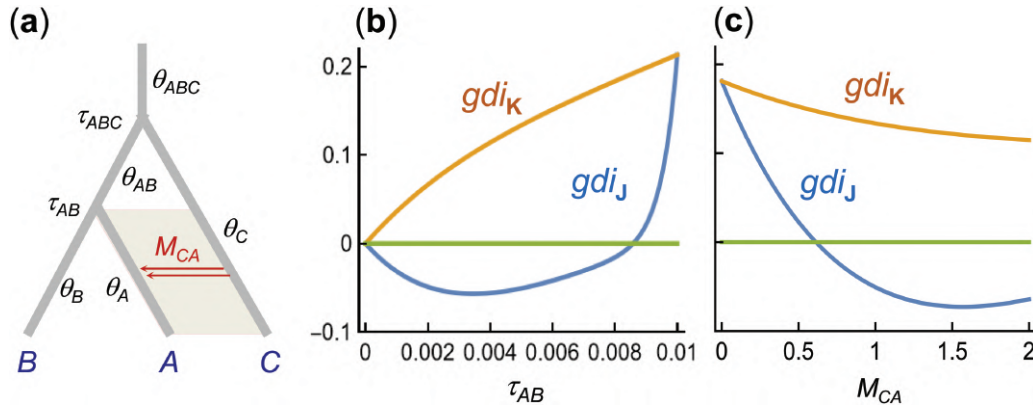 (a)
θABC
τABC
θAB
τAB
θC
MCA
θB
θA
B
A
C
(b)
0.2
0.1
0
−0.1
gdiK
gdiJ
0
0.002
0.004
0.006
0.008
0.01
τAB
(c)
gdiK
gdiJ
0
0.5
1
1.5
2
MCA